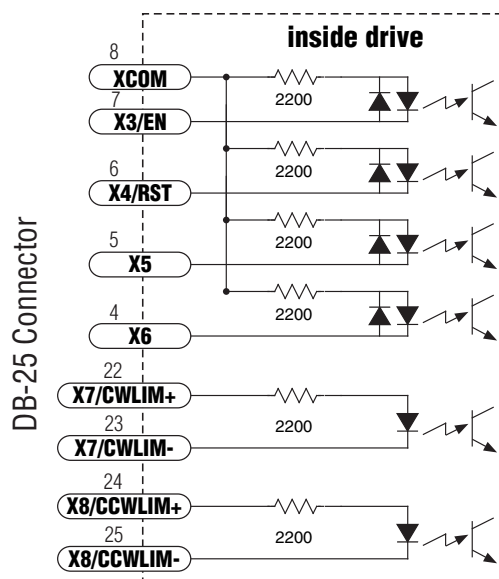 inside drive
8
XCOM
2200
7
X3/EN
2200
6
X4/RST
2200
5
X5
2200
4
X6
DB-25 Connector
22
X7/CWLIM+
2200
23
X7/CWLIM-
24
X8/CCWLIM+
2200
25
X8/CCWLIM-